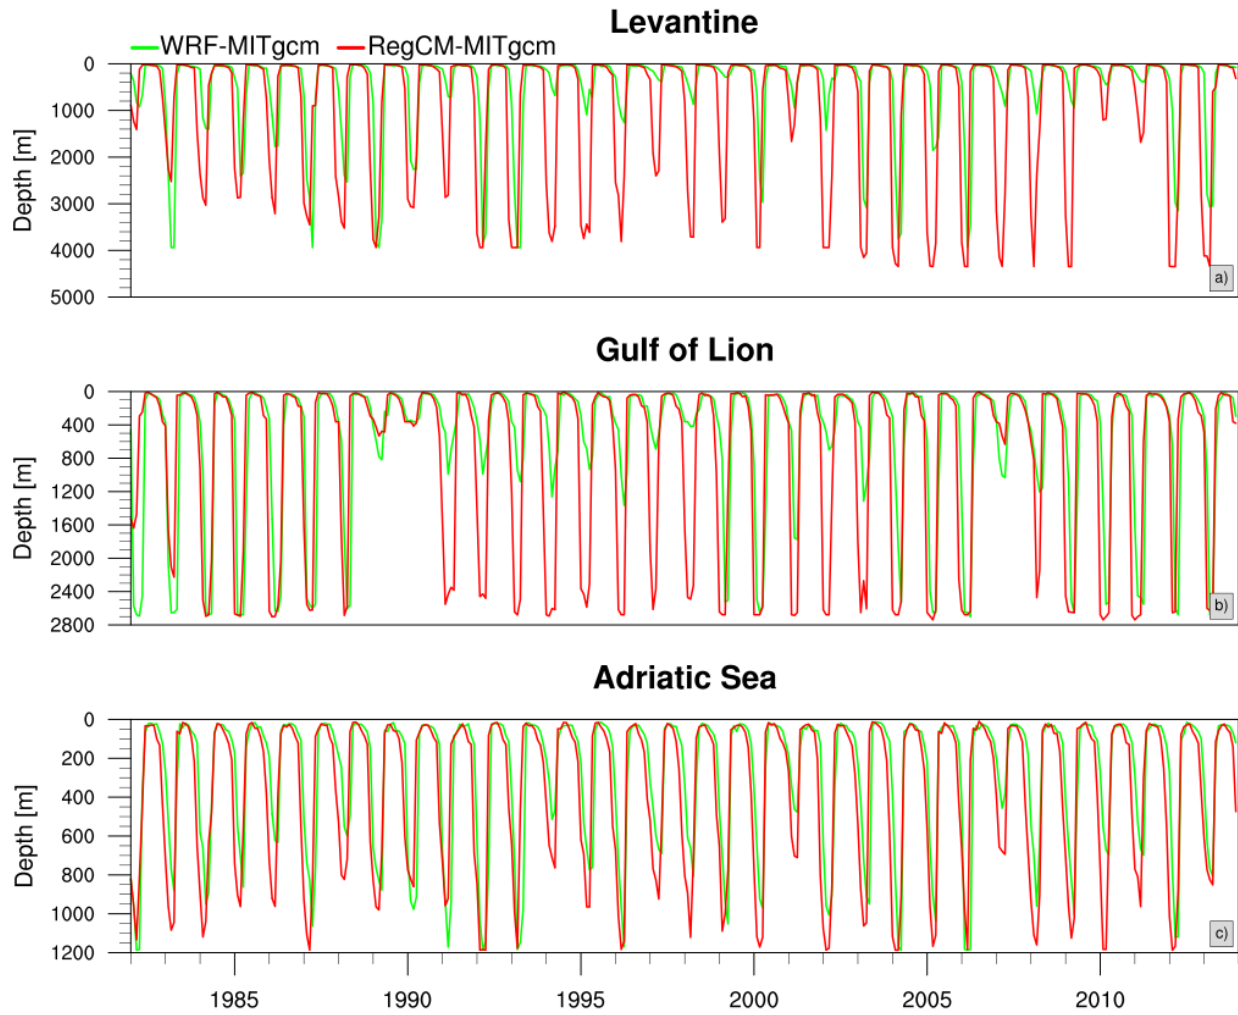 Levantine
WRF-MITgcm RegCM-MITgcm
0
1000
2000
3000
4000
5000
Depth [m]
a)
Gulf of Lion
0
400
800
1200
1600
2000
2400
2800
Depth [m]
b)
Adriatic Sea
0
200
400
600
800
1000
1200
Depth [m]
c)
1985 1990 1995 2000 2005 2010